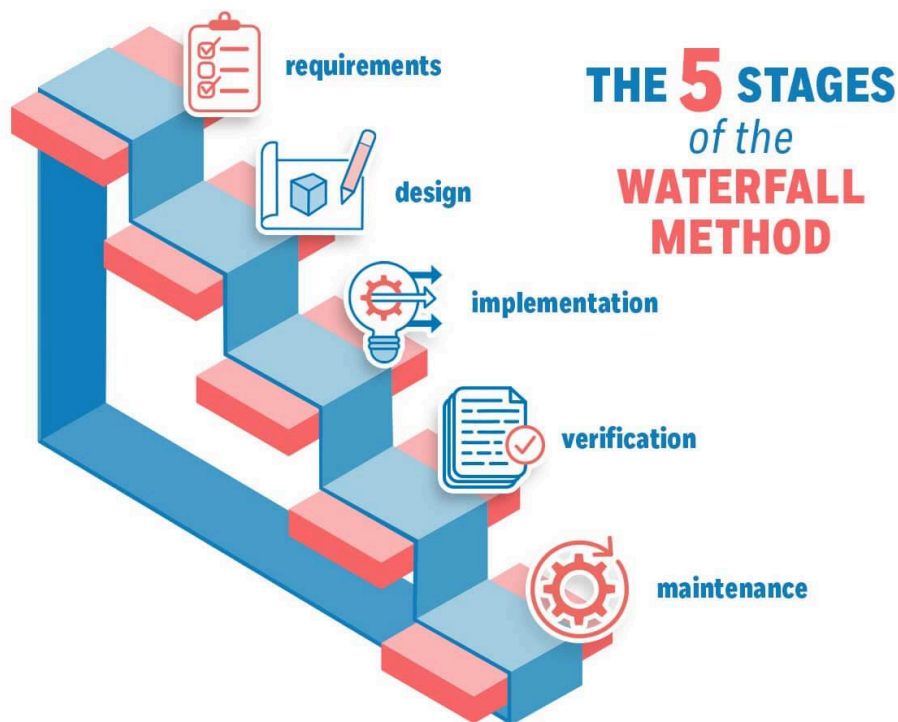 THE 5 STAGES
of the
WATERFALL
METHOD
requirements
design
implementation
verification
maintenance